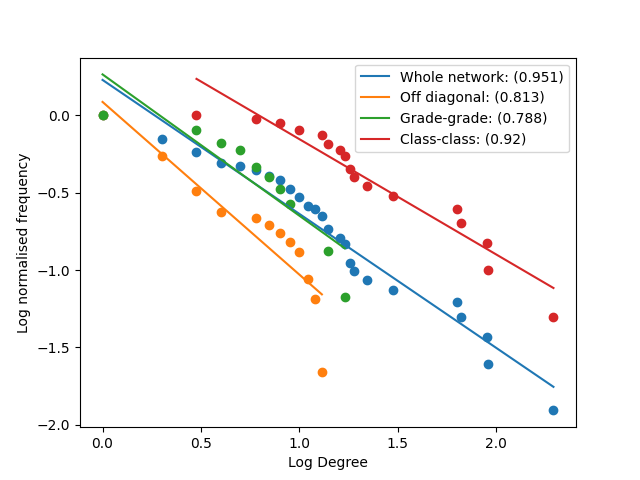 Whole network: (0.951)
Off diagonal: (0.813)
Grade-grade: (0.788)
Class-class: (0.92)
0.0
−0.5
−1.0
−1.5
−2.0
Log normalised frequency
0.0 0.5 1.0 1.5 2.0
Log Degree